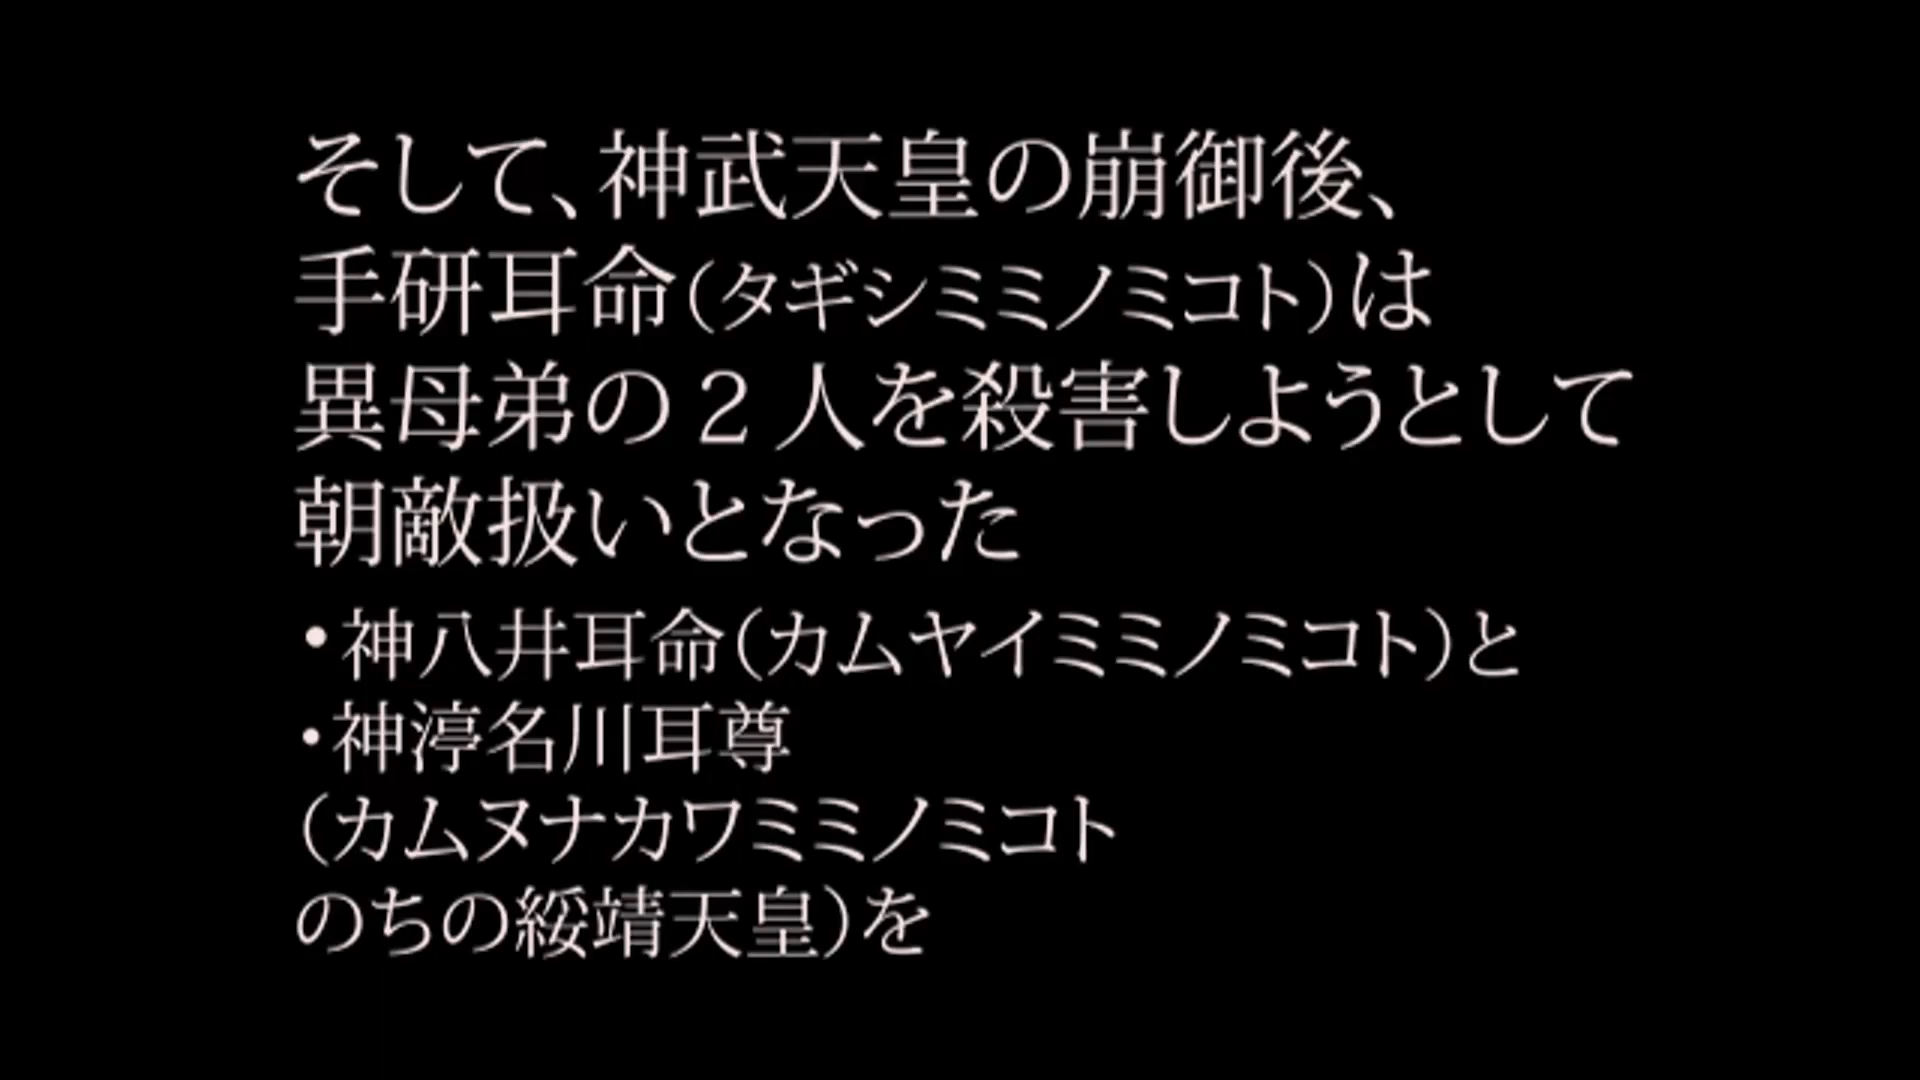 そして、神武天皇の崩御後、
手研耳命（タギシミミノミコト）は
異母弟の２人を殺害しようとして
朝敵扱いとなった
・神八井耳命（カムヤイミミノミコト）と
・神渟名川耳尊
（カムヌナカワミミノミコト
のちの綏靖天皇）を